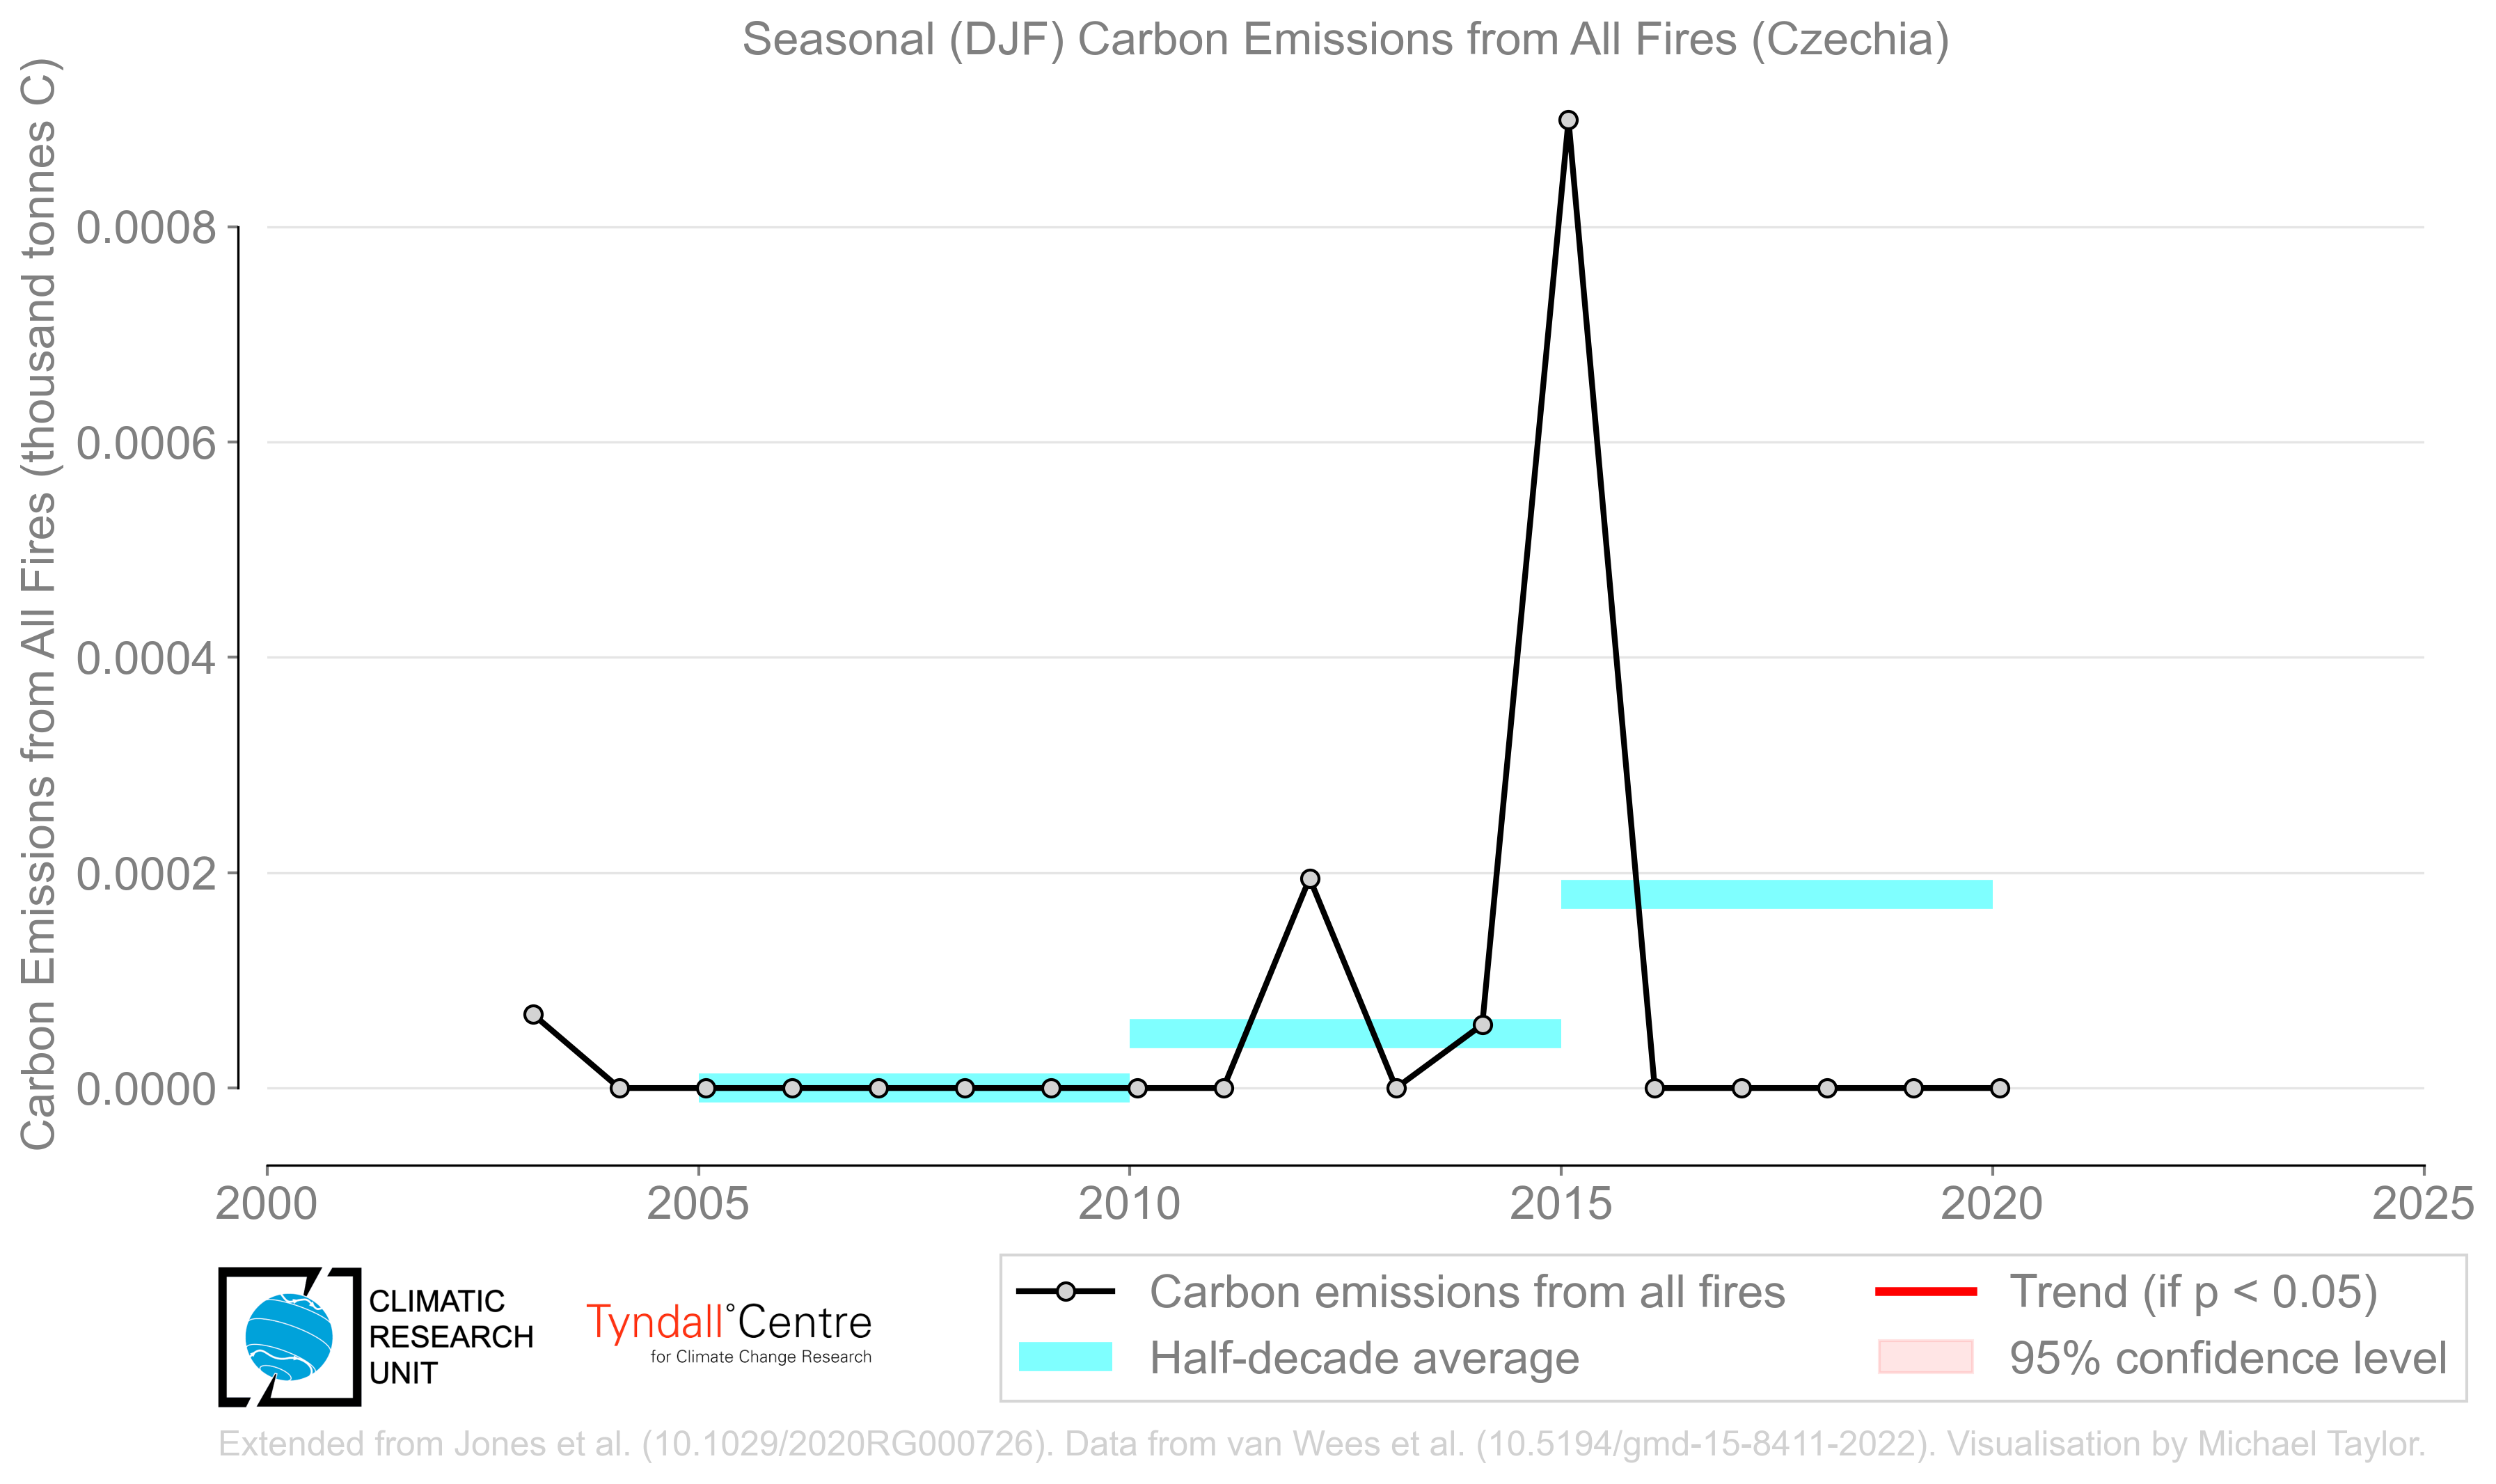 Seasonal (DJF) Carbon Emissions from All Fires (Czechia)
Carbon Emissions from All Fires (thousand tonnes C)
0.0008
0.0006
0.0004
0.0002
0.0000
2000
2005
2010
2015
2020
2025
CLIMATIC
RESEARCH
UNIT
Tyndall°Centre
for Climate Change Research
Carbon emissions from all fires
Half-decade average
Trend (if p < 0.05)
95% confidence level
Extended from Jones et al. (10.1029/2020RG000726). Data from van Wees et al. (10.5194/gmd-15-8411-2022). Visualisation by Michael Taylor.